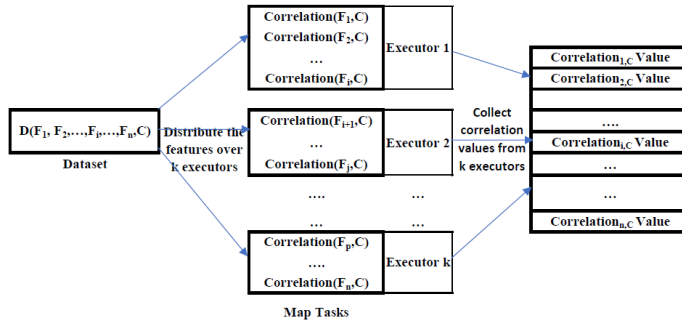 D(F1, F2,…,Fi,…,Fn,C)
Dataset
Distribute the
features over
k executors
Correlation(F1,C)
Correlation(F2,C)
…
Correlation(Fi,C)
Executor 1
Correlation(Fi+1,C)
…
Correlation(Fj,C)
Executor 2
…. ….
… …
Correlation(Fp,C)
….
Correlation(Fn,C)
Executor k
Map Tasks
Collect
correlation
values from
k executors
Correlation1,C Value
Correlation2,C Value
….
Correlationi,C Value
…
…
Correlationn,C Value